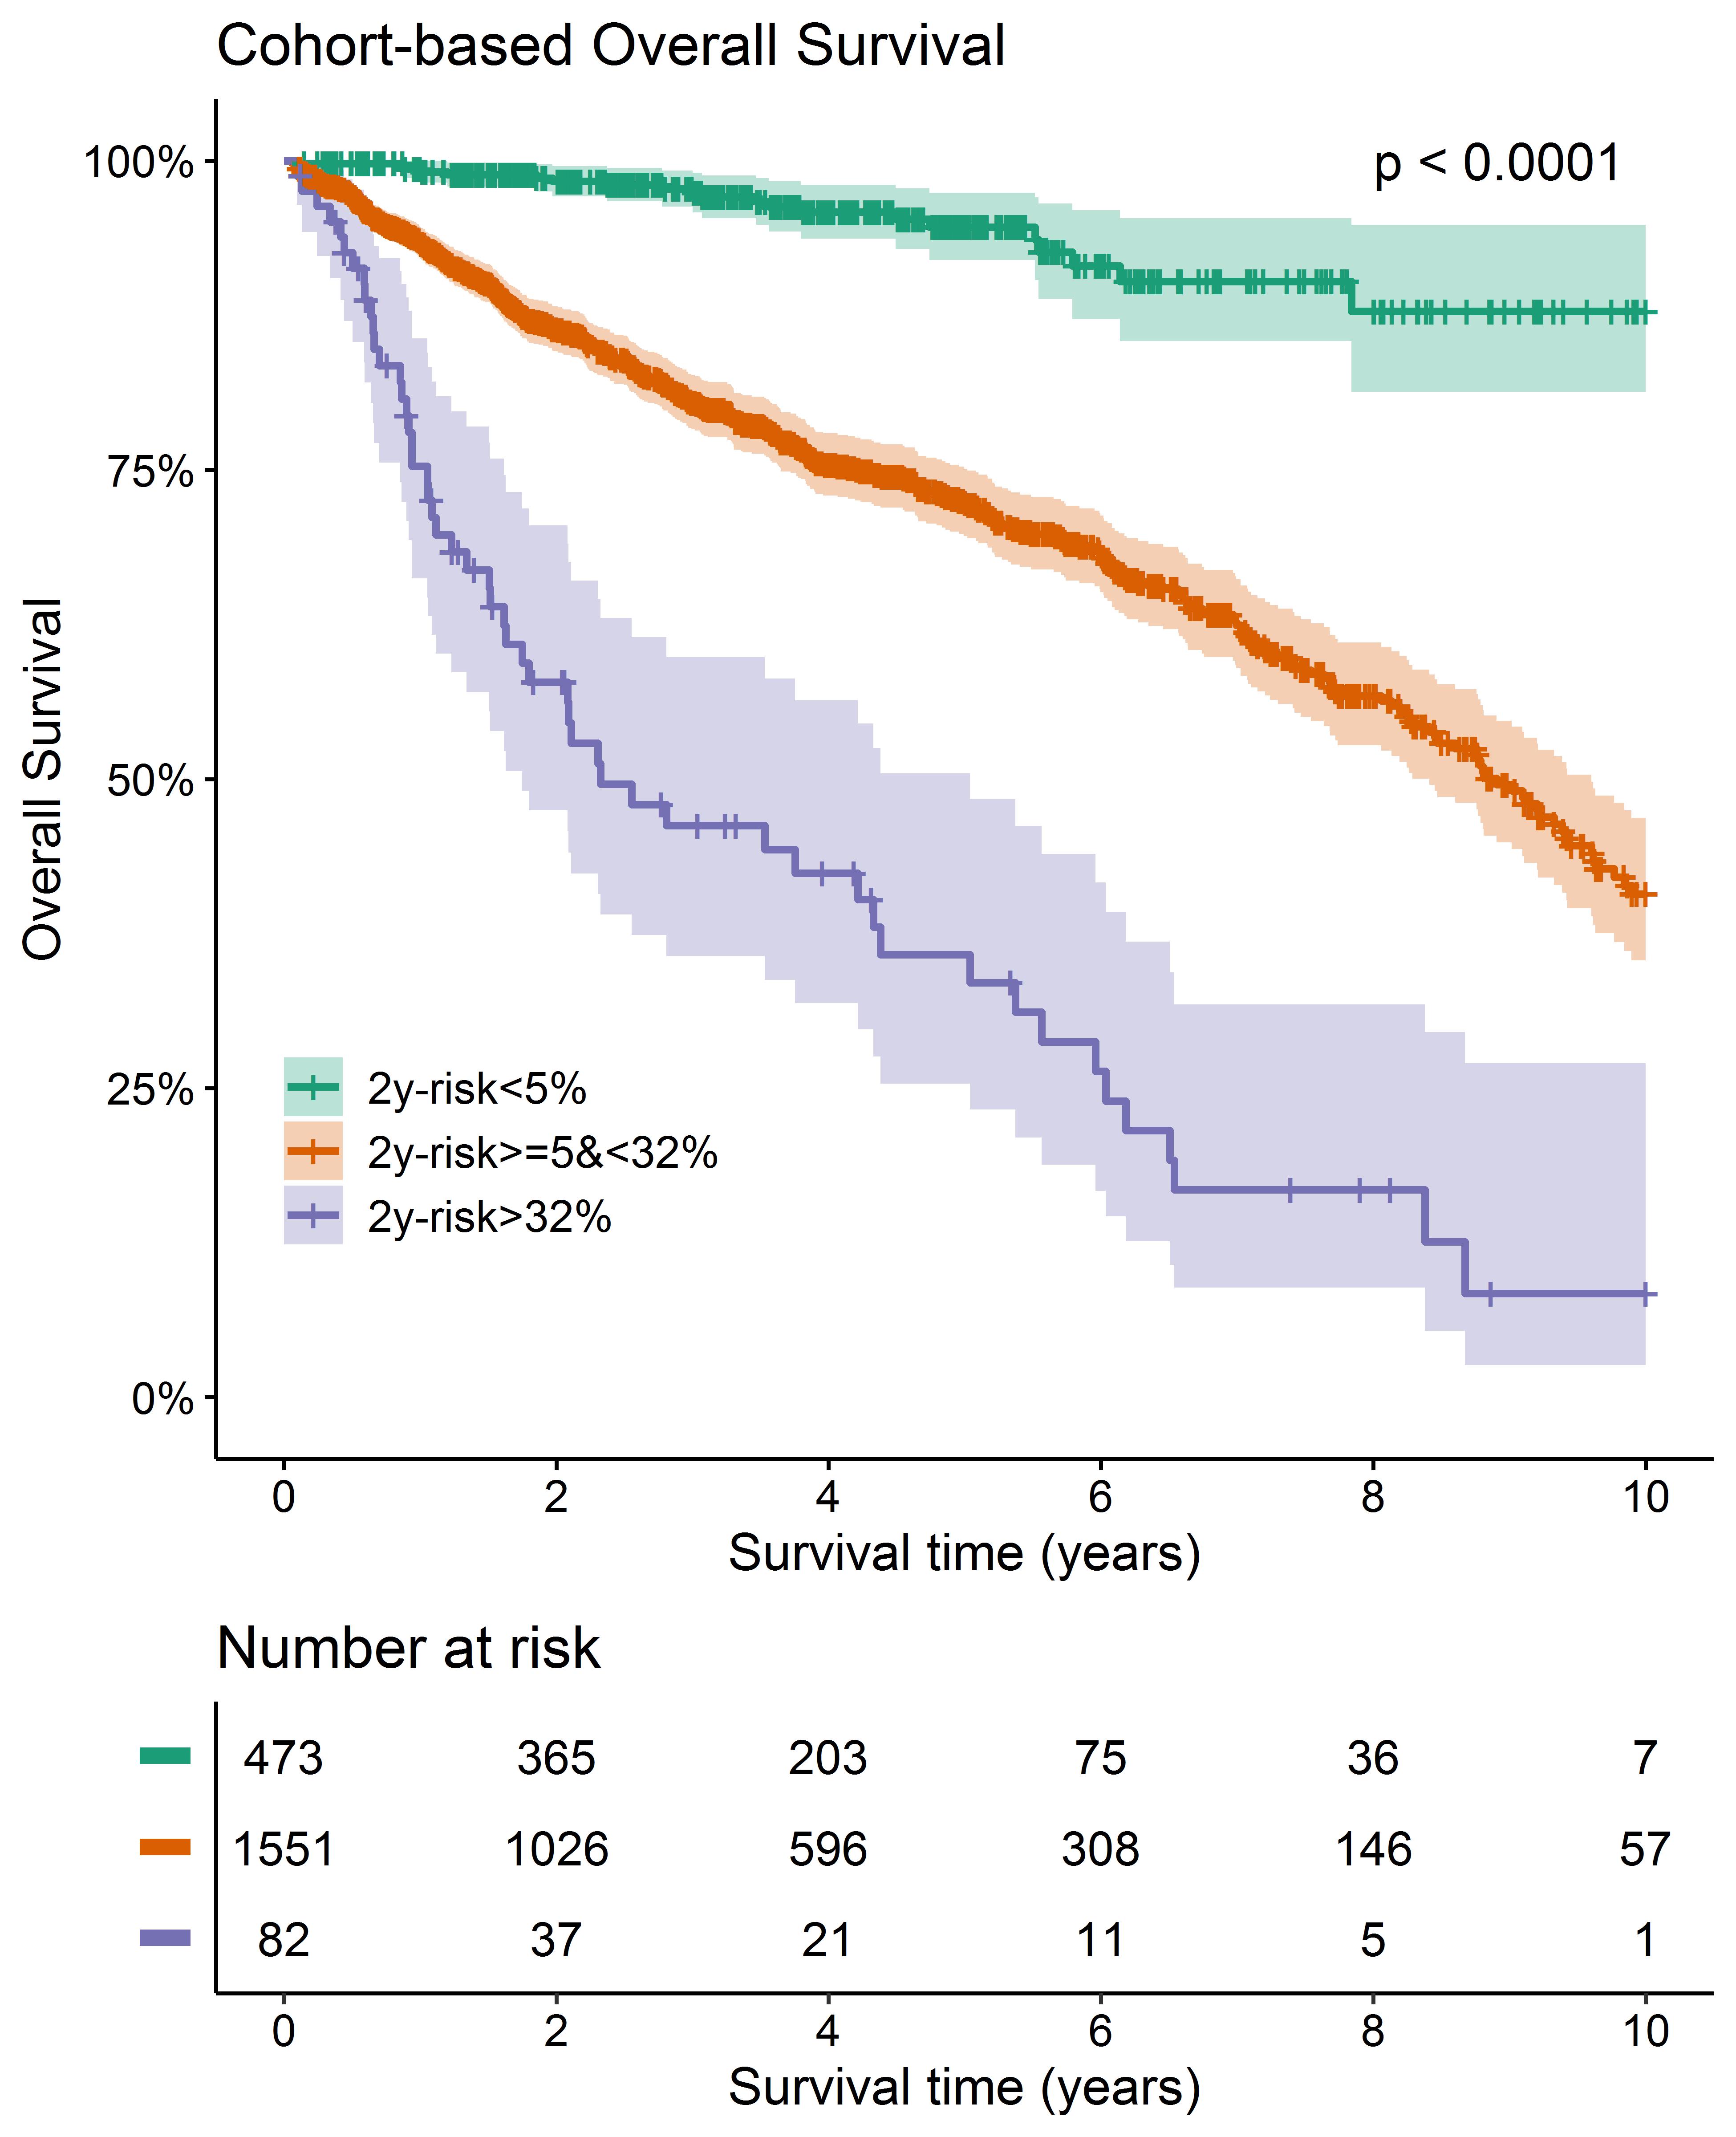 Cohort-based Overall Survival
p < 0.0001
100%
75%
50%
25%
0%
Overall Survival
2y-risk<5%
2y-risk>=5&<32%
2y-risk>32%
0 2 4 6 8 10
Survival time (years)
Number at risk
473 365 203 75 36 7
1551 1026 596 308 146 57
82 37 21 11 5 1
0 2 4 6 8 10
Survival time (years)